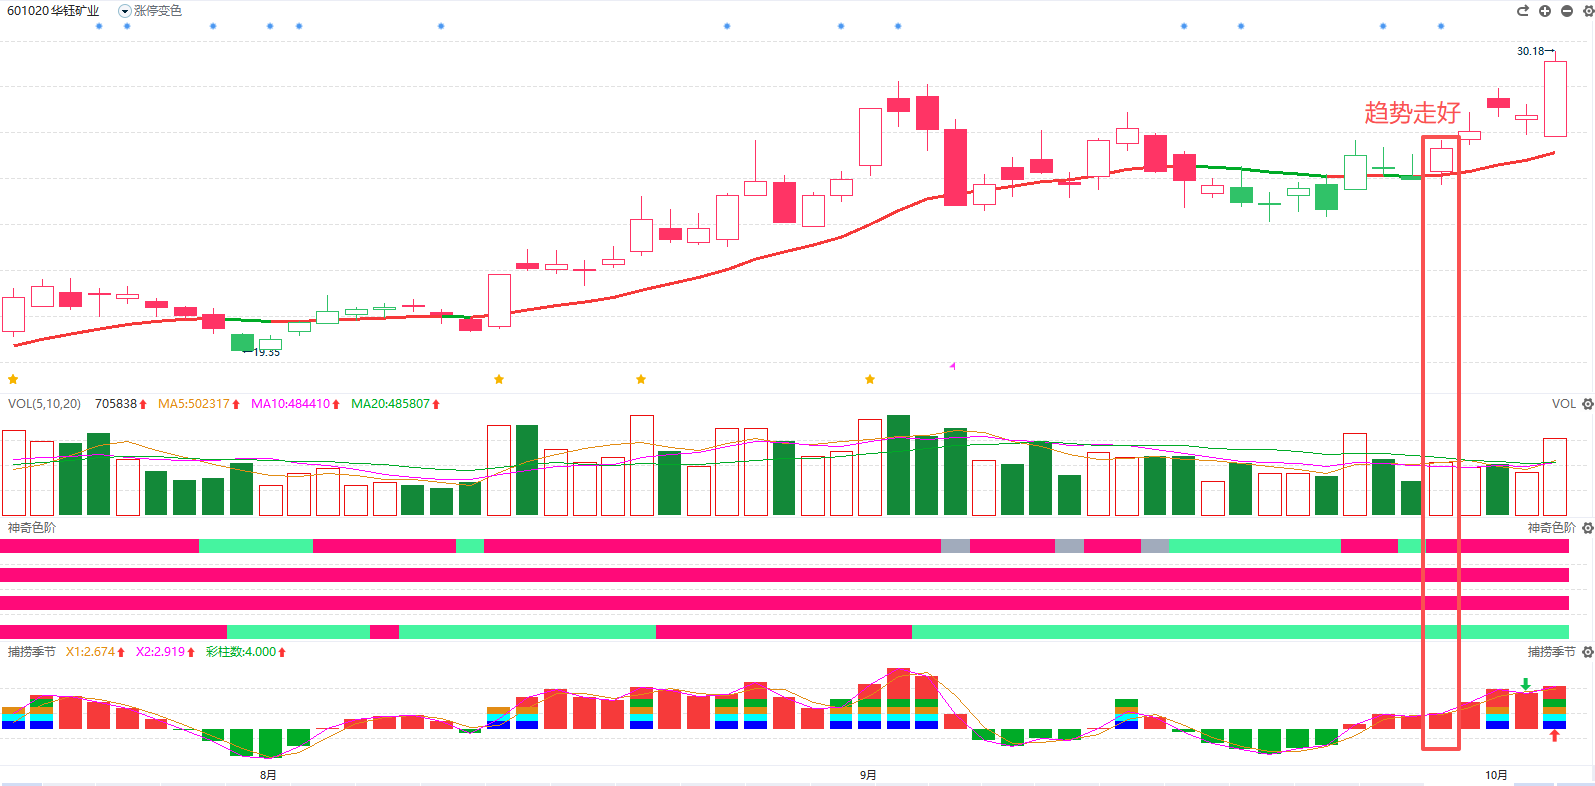 601020 华钰矿业 涨停变色
30.18→
趋势走好
←19.35
VOL(5,10,20) 705838 MA5:502317 MA10:484410 MA20:485807 VOL
神奇色阶 神奇色阶
捕捞季节 X1:2.674 X2:2.919 彩柱数:4.000 捕捞季节
8月 9月 10月